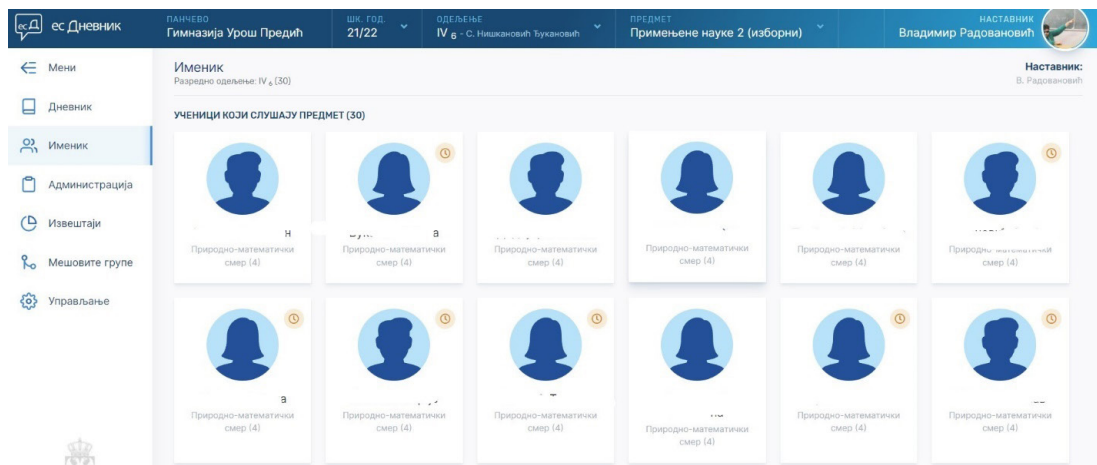 ПАНЧЕВО ШК. ГОД. ОДЕЉЕЊЕ ПРЕДМЕТ НАСТАВНИК
есД ес Дневник Гимназија Урош Предић 21/22 IV 6 - С. Нишкановић Ђукановић Примењене науке 2 (изборни) Владимир Радовановић
Мени
Именик
Разредно одељење: IV 6 (30)
Наставник:
В. Радовановић
Дневник
УЧЕНИЦИ КОЈИ СЛУШАЈУ ПРЕДМЕТ (30)
Именик
Администрација
Извештаји
Мешовите групе
Управљање
Природно-математички
смер (4)
Природно-математички
смер (4)
Природно-математички
смер (4)
Природно-математички
смер (4)
Природно-математички
смер (4)
Природно-математички
смер (4)
Природно-математички
смер (4)
Природно-математички
смер (4)
Природно-математички
смер (4)
Природно-математички
смер (4)
Природно-математички
смер (4)
Природно-математички
смер (4)